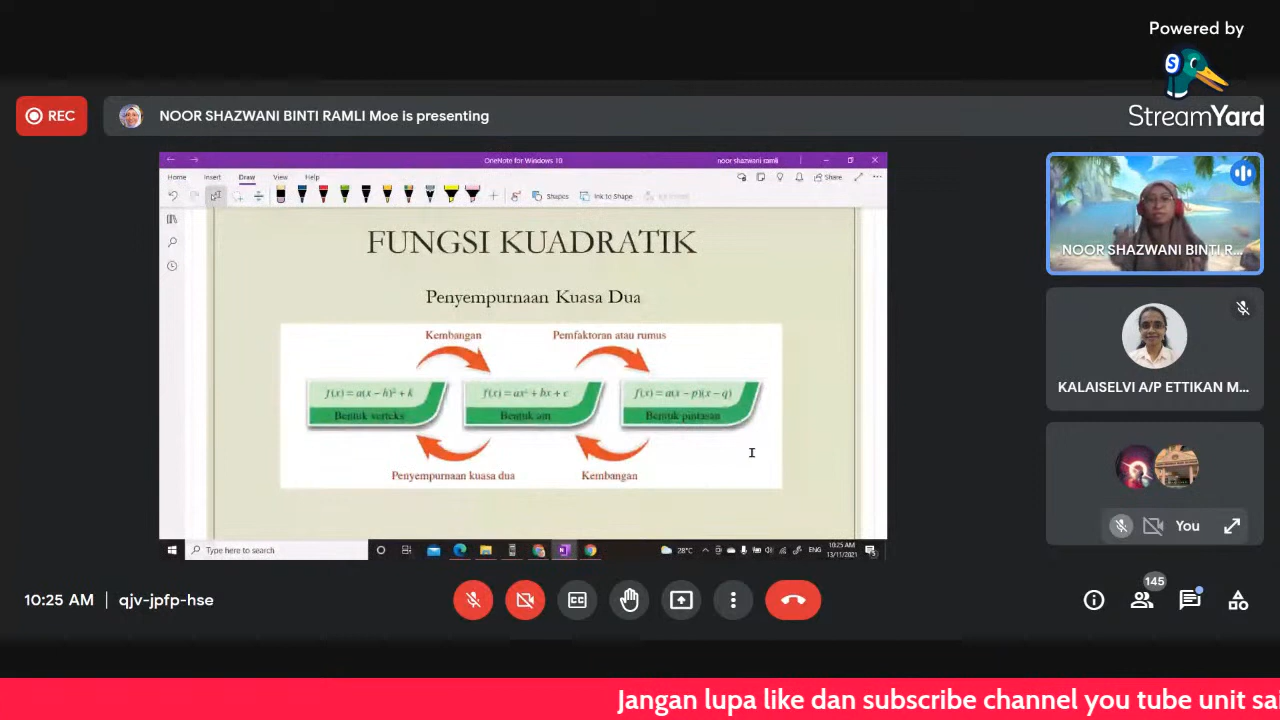 Powered by
StreamYard
REC
NOOR SHAZWANI BINTI RAMLI Moe is presenting
OneNote for Windows 10
noor shazwani ramli
Home Insert Draw View Help
Share
Shapes
Ink to Shape
FUNGSI KUADRATIK
Penyempurnaan Kuasa Dua
Kembangan
Pemfaktoran atau rumus
f(x) = a(x − h)² + k
Bentuk verteks
f(x) = ax² + bx + c
Bentuk am
f(x) = a(x − p)(x − q)
Bentuk pintasan
Penyempurnaan kuasa dua
Kembangan
Type here to search
28°C
ENG
10:25 AM
13/11/2021
NOOR SHAZWANI BINTI R...
KALAISELVI A/P ETTIKAN M...
You
10:25 AM
qjv-jpfp-hse
CC
145
Jangan lupa like dan subscribe channel you tube unit sai